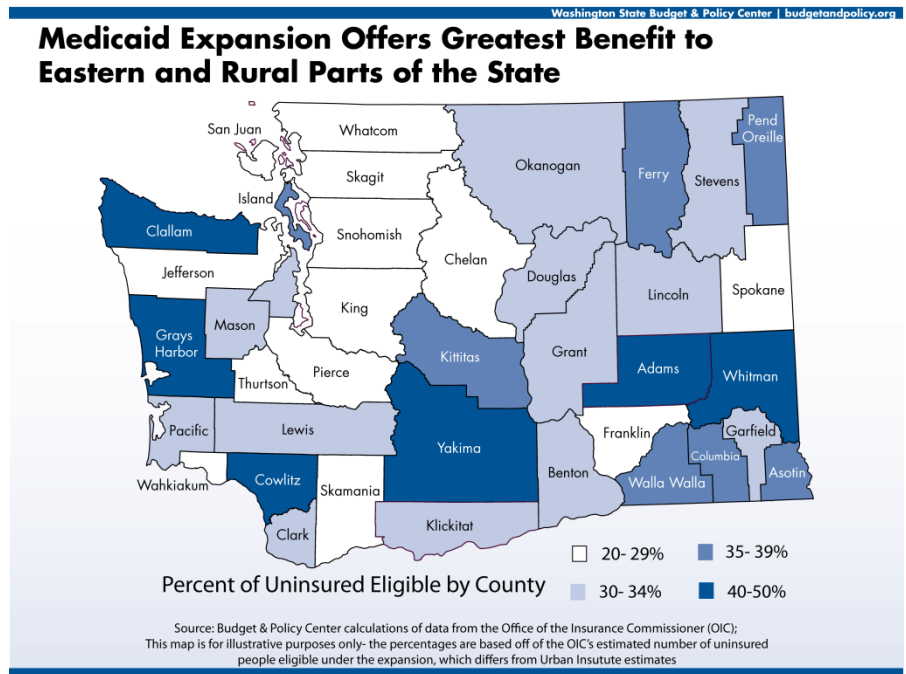 Washington State Budget & Policy Center | budgetandpolicy.org
Medicaid Expansion Offers Greatest Benefit to
Eastern and Rural Parts of the State
San Juan
Whatcom
Okanogan
Ferry
Stevens
Pend
Oreille
Skagit
Island
Snohomish
Clallam
Chelan
Jefferson
Douglas
Lincoln
Spokane
King
Mason
Grays
Harbor
Kittitas
Grant
Adams
Whitman
Pierce
Thurtson
Pacific
Lewis
Yakima
Franklin
Garfield
Columbia
Asotin
Walla Walla
Benton
Wahkiakum
Cowlitz
Skamania
Clark
Klickitat
20- 29%
35- 39%
Percent of Uninsured Eligible by County
30- 34%
40-50%
Source: Budget & Policy Center calculations of data from the Office of the Insurance Commissioner (OIC);
This map is for illustrative purposes only- the percentages are based off of the OIC's estimated number of uninsured
people eligible under the expansion, which differs from Urban Insutute estimates